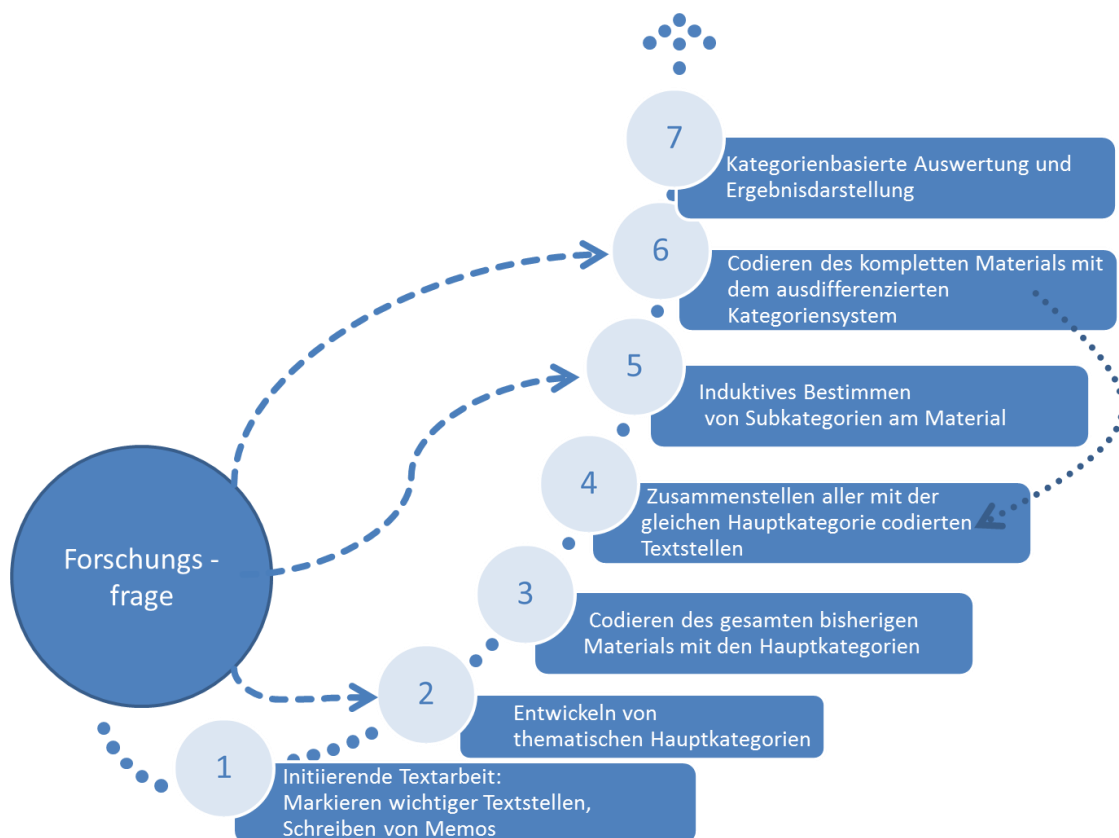 7
Kategorienbasierte Auswertung und
Ergebnisdarstellung
6
Codieren des kompletten Materials mit
dem ausdifferenzierten
Kategoriensystem
5
Induktives Bestimmen
von Subkategorien am Material
4
Zusammenstellen aller mit der
gleichen Hauptkategorie codierten
Textstellen
Forschungs -
frage
3
Codieren des gesamten bisherigen
Materials mit den Hauptkategorien
2
Entwickeln von
thematischen Hauptkategorien
1
Initiierende Textarbeit:
Markieren wichtiger Textstellen,
Schreiben von Memos